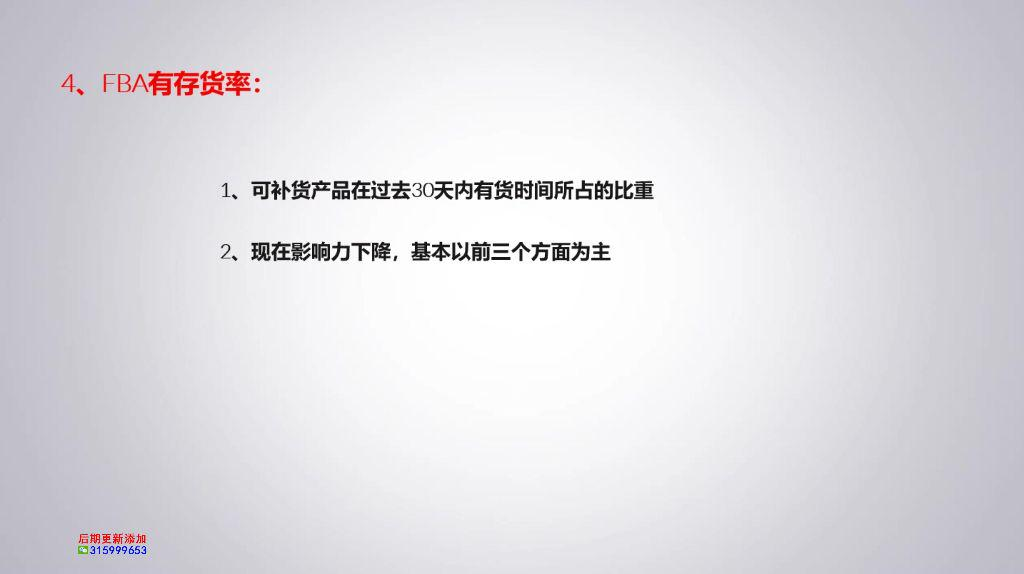 4、FBA有存货率：
1、可补货产品在过去30天内有货时间所占的比重
2、现在影响力下降，基本以前三个方面为主
后期更新添加
315999653